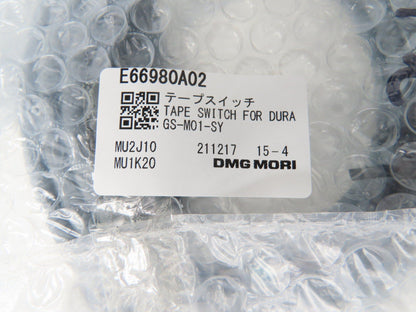 E66980A02
テープスイッチ
TAPE SWITCH FOR DURA
GS-M01-SY
MU2J10 211217 15-4
MU1K20 DMG MORI